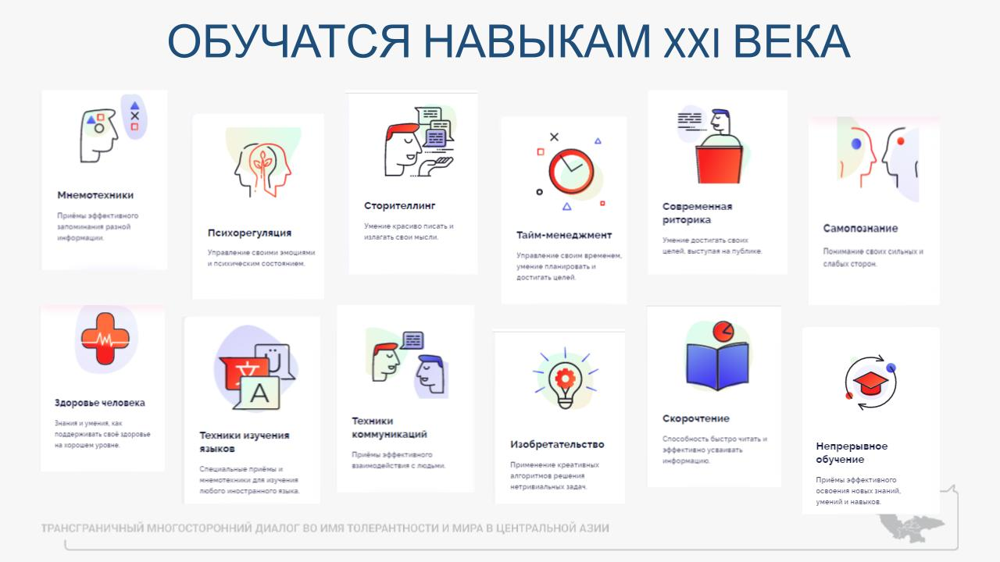 ОБУЧАТСЯ НАВЫКАМ XXI ВЕКА
Мнемотехники
Приёмы эффективного
запоминания разной
информации.
Психорегуляция
Управление своими эмоциями
и психическим состоянием.
Сторителлинг
Умение красиво писать и
излагать свои мысли.
Тайм-менеджмент
Управление своим временем,
умение планировать и
достигать целей.
Современная
риторика
Умение достигать своих
целей, выступая на публике.
Самопознание
Понимание своих сильных и
слабых сторон.
Здоровье человека
Знания и умения, как
поддерживать своё здоровье
на хорошем уровне.
文
Ü
A
Техники изучения
языков
Специальные приёмы и
мнемотехники для изучения
любого иностранного языка.
Техники
коммуникаций
Приёмы эффективного
взаимодействия с людьми.
Изобретательство
Применение креативных
алгоритмов решения
нетривиальных задач.
Скорочтение
Способность быстро читать и
эффективно усваивать
информацию.
Непрерывное
обучение
Приёмы эффективного
освоения новых знаний,
умений и навыков.
ТРАНСГРАНИЧНЫЙ МНОГОСТОРОННИЙ ДИАЛОГ ВО ИМЯ ТОЛЕРАНТНОСТИ И МИРА В ЦЕНТРАЛЬНОЙ АЗИИ